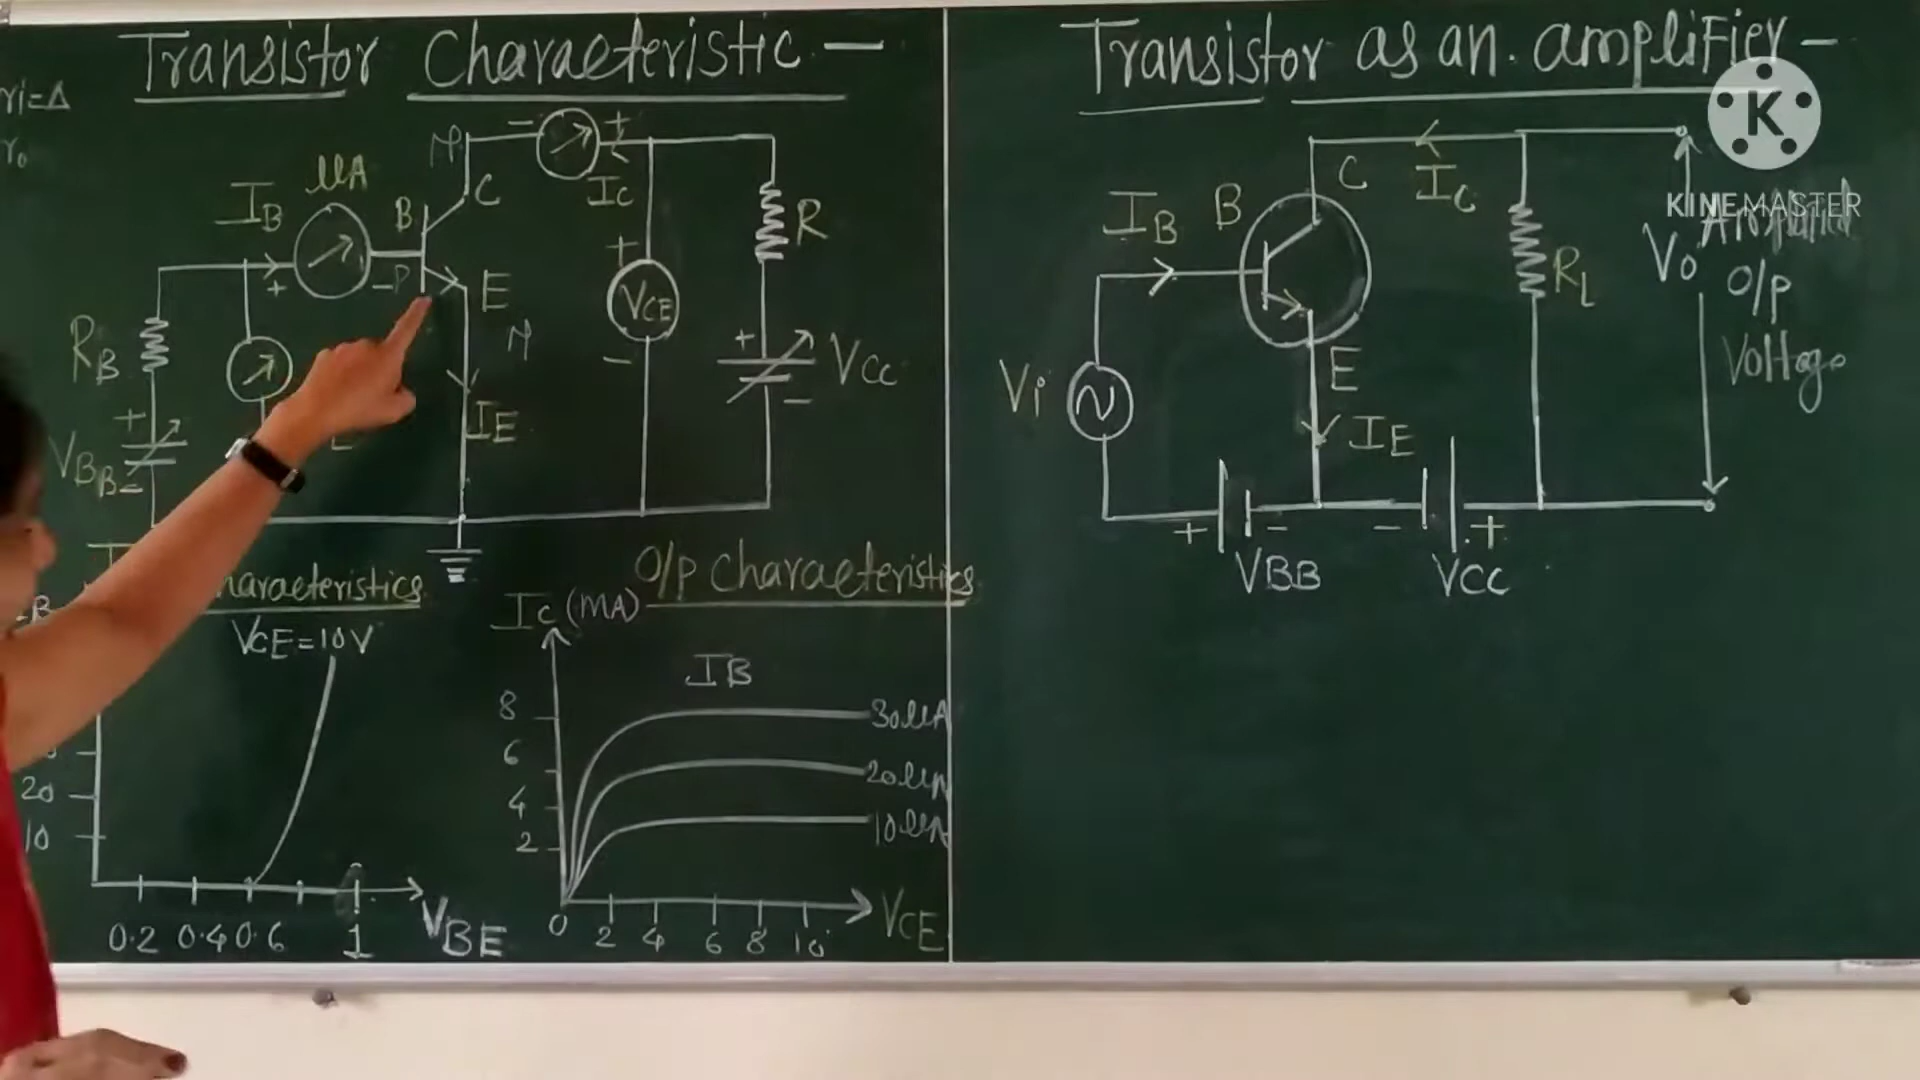 Transistor Characteristic —
ri=Δ
r₀
IB
μA
B
C
N
- +
IC
+ -P
E
N
RB
+
VBB -
IE
+
VCE
-
R
+
VCC
-
characteristics
VCE=10V
20
10
0.2 0.4 0.6 1 VBE
O/P Characteristics
IC (mA)
IB
8
6
4
2
30μA
20μA
10μA
0 2 4 6 8 10 VCE
Transistor as an. amplifier —
K
KINEMASTER
IB
B
C
IC
RL
Vo
O/P
Voltage
Vi
E
IE
+ -
VBB
- +
VCC